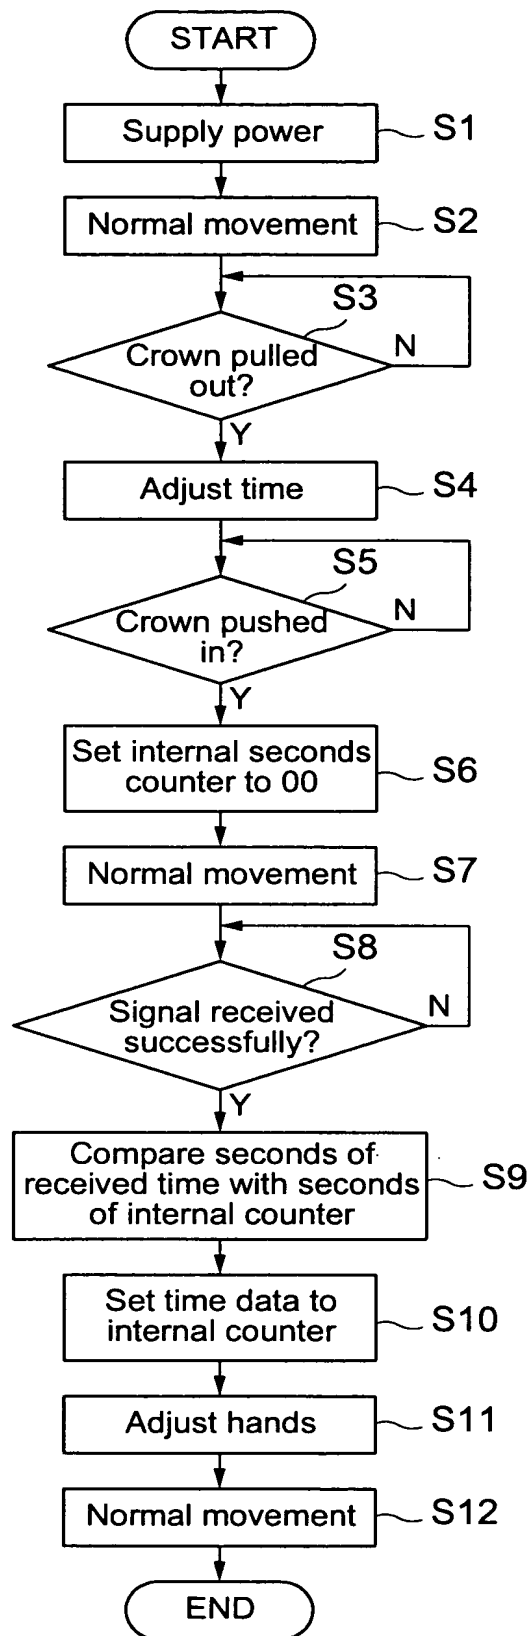 START
Supply power
S1
Normal movement
S2
S3
Crown pulled
out?
N
Y
Adjust time
S4
S5
Crown pushed
in?
N
Y
Set internal seconds
counter to 00
S6
Normal movement
S7
S8
Signal received
successfully?
N
Y
Compare seconds of
received time with seconds
of internal counter
S9
Set time data to
internal counter
S10
Adjust hands
S11
Normal movement
S12
END